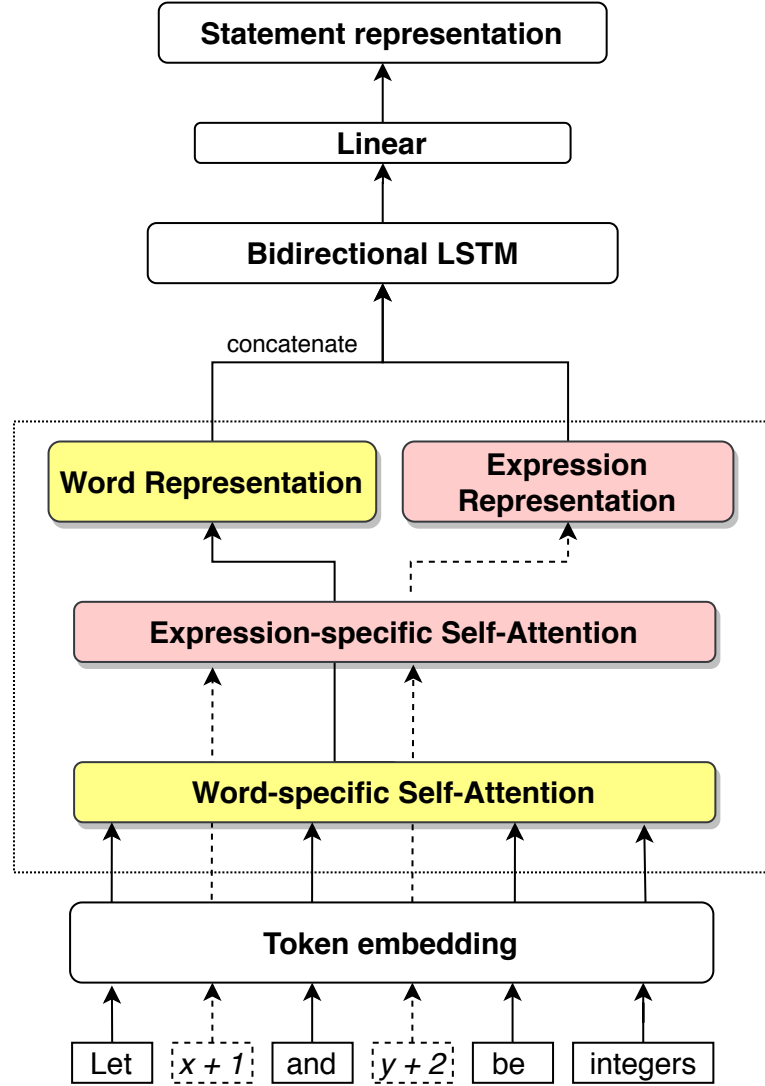 Statement representation
Linear
Bidirectional LSTM
concatenate
Word Representation
Expression
Representation
Expression-specific Self-Attention
Word-specific Self-Attention
Token embedding
Let x + 1 and y + 2 be integers